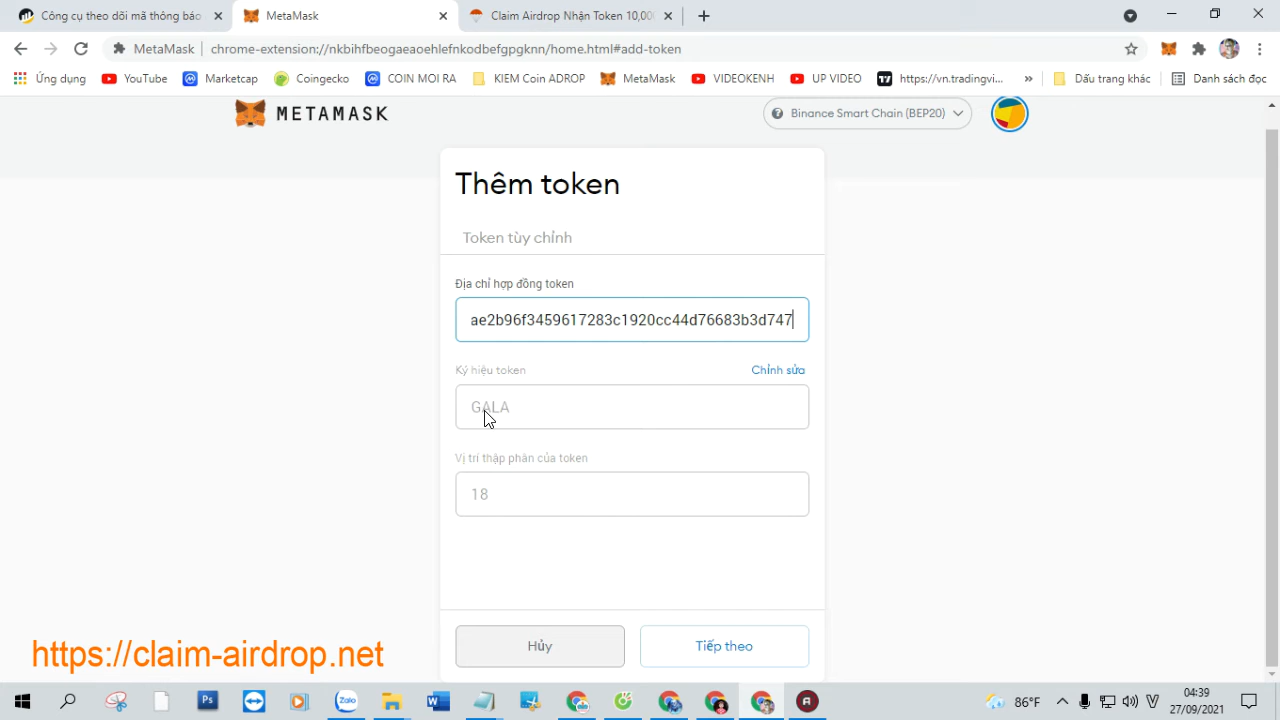 Công cụ theo dõi mã thông báo
MetaMask
Claim Airdrop Nhận Token 10,000
MetaMask
chrome-extension://nkbihfbeogaeaoehlefnkodbefgpgknn/home.html#add-token
Ứng dụng
YouTube
Marketcap
Coingecko
COIN MOI RA
KIEM Coin ADROP
MetaMask
VIDEOKENH
UP VIDEO
https://vn.tradingvi...
»
Dấu trang khác
Danh sách đọc
METAMASK
Binance Smart Chain (BEP20)
Thêm token
Token tùy chỉnh
Địa chỉ hợp đồng token
ae2b96f3459617283c1920cc44d76683b3d747
Ký hiệu token
Chỉnh sửa
GALA
Vị trí thập phân của token
18
Hủy
Tiếp theo
https://claim-airdrop.net
86°F
04:39
27/09/2021